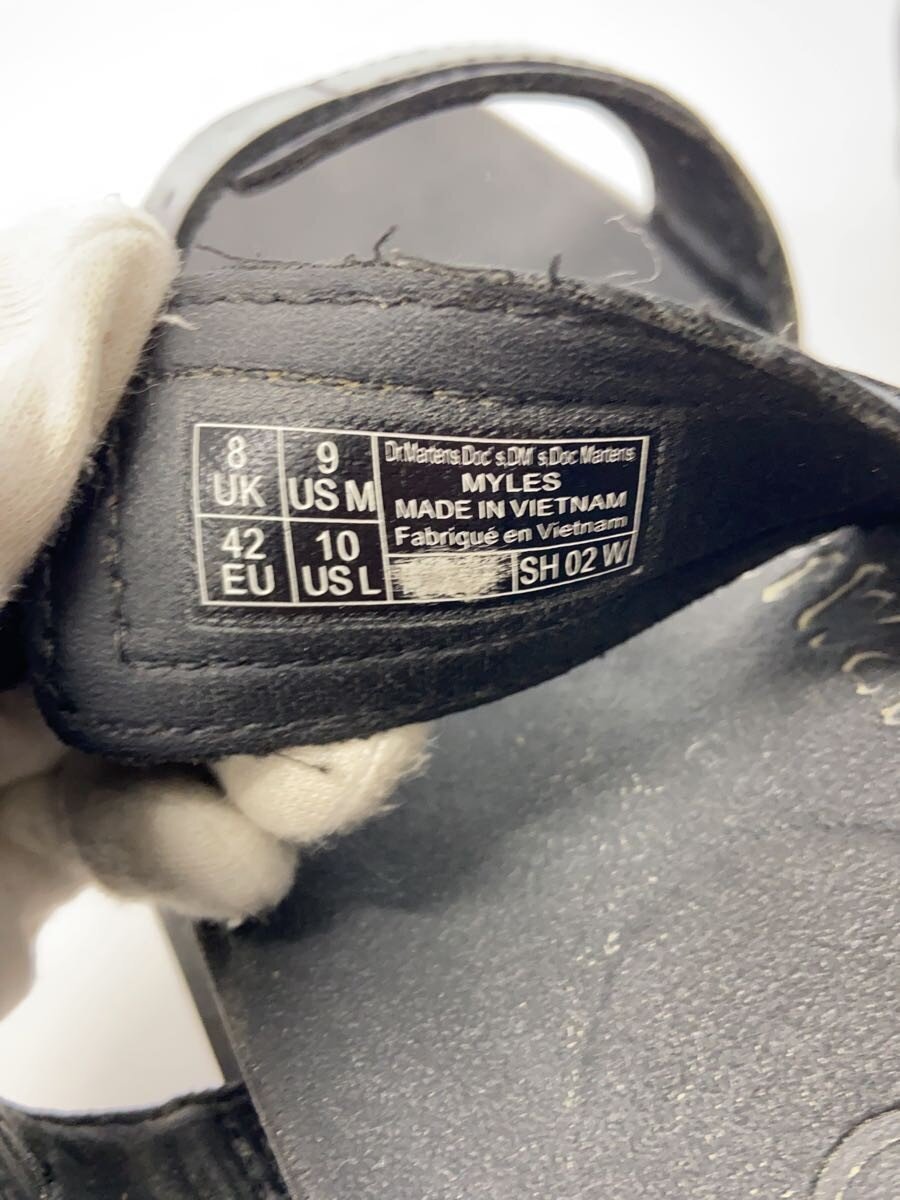 8
UK
9
US M
42
EU
10
US L
Dr.Martens.Doc's,DM's,Doc Martens
MYLES
MADE IN VIETNAM
Fabriqué en Vietnam
SH 02 W